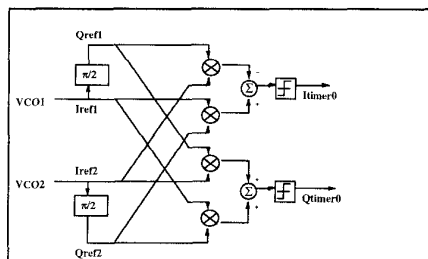 Qref1
π/2
VCO1
Iref1
Σ
Itimer0
Iref2
VCO2
π/2
Σ
Qtimer0
Qref2